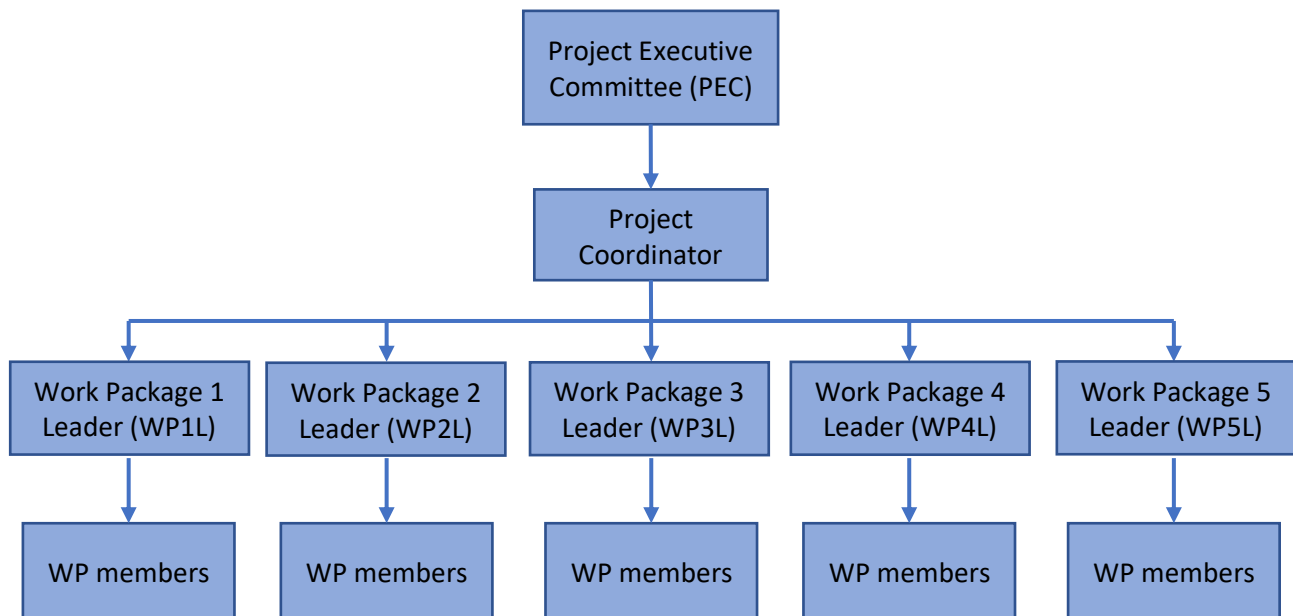 Project Executive
Committee (PEC)
Project
Coordinator
Work Package 1
Leader (WP1L)
Work Package 2
Leader (WP2L)
Work Package 3
Leader (WP3L)
Work Package 4
Leader (WP4L)
Work Package 5
Leader (WP5L)
WP members
WP members
WP members
WP members
WP members